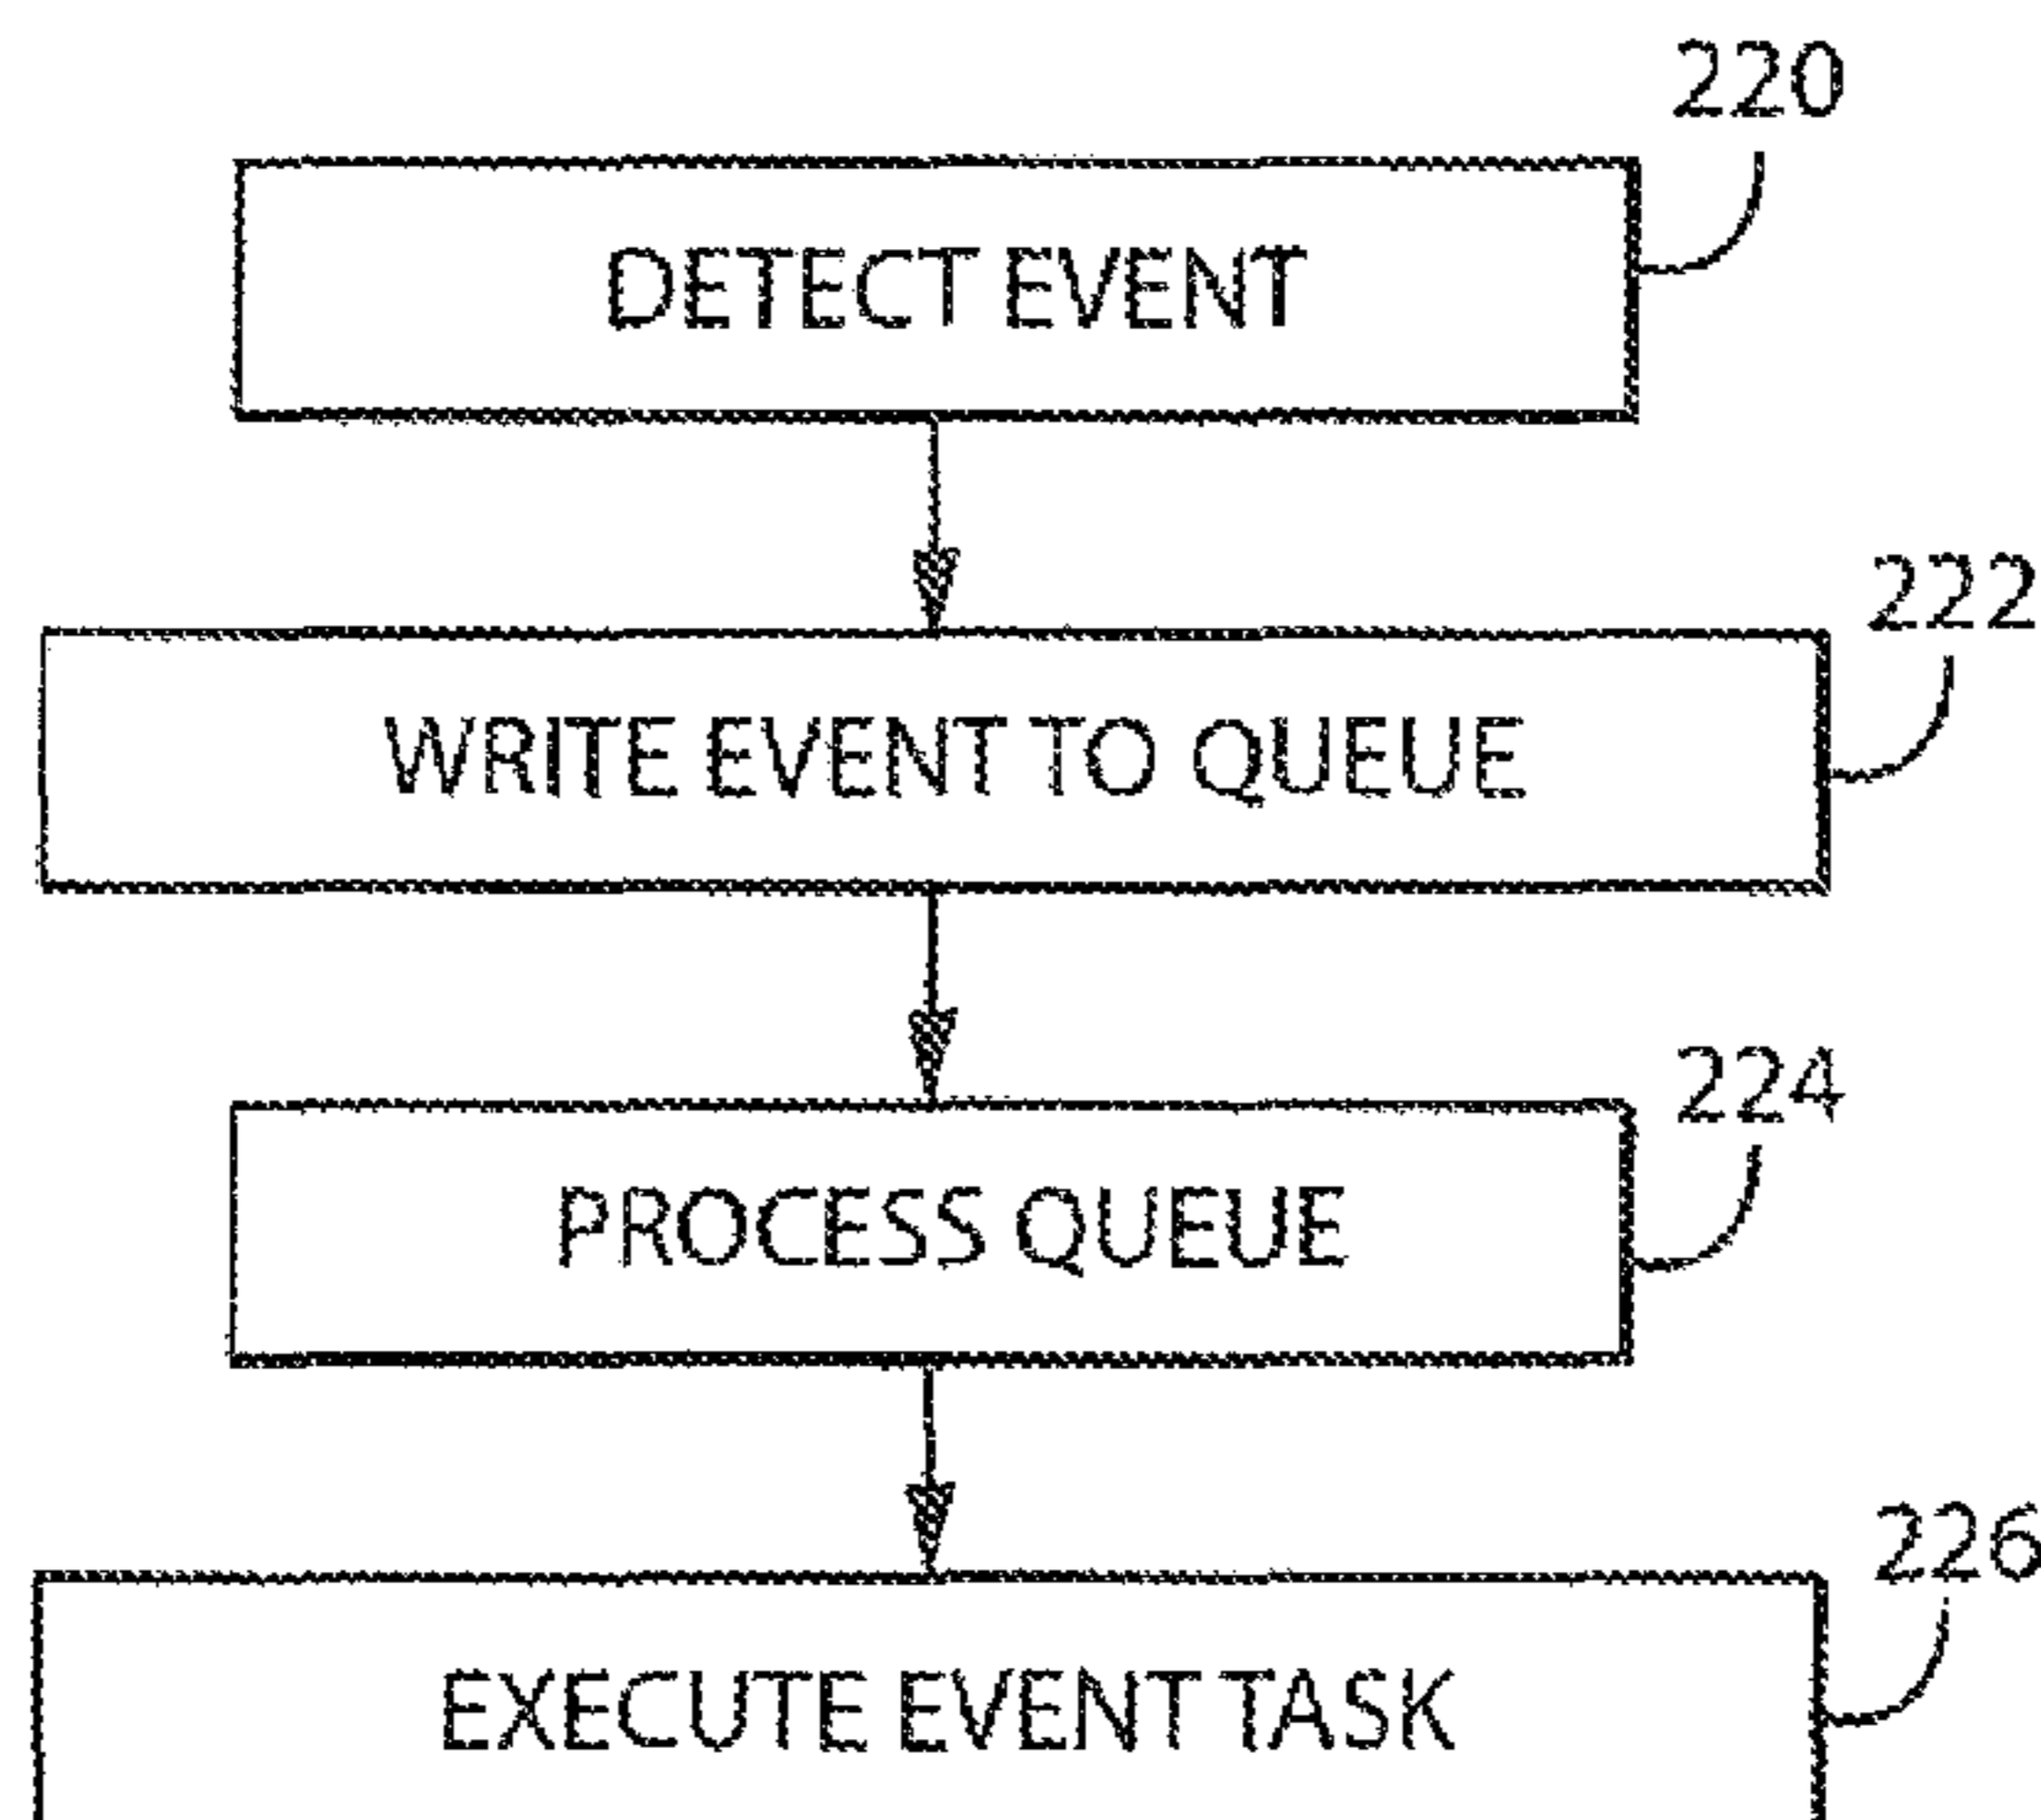 220
DETECT EVENT
222
WRITE EVENT TO QUEUE
224
PROCESS QUEUE
226
EXECUTE EVENT TASK